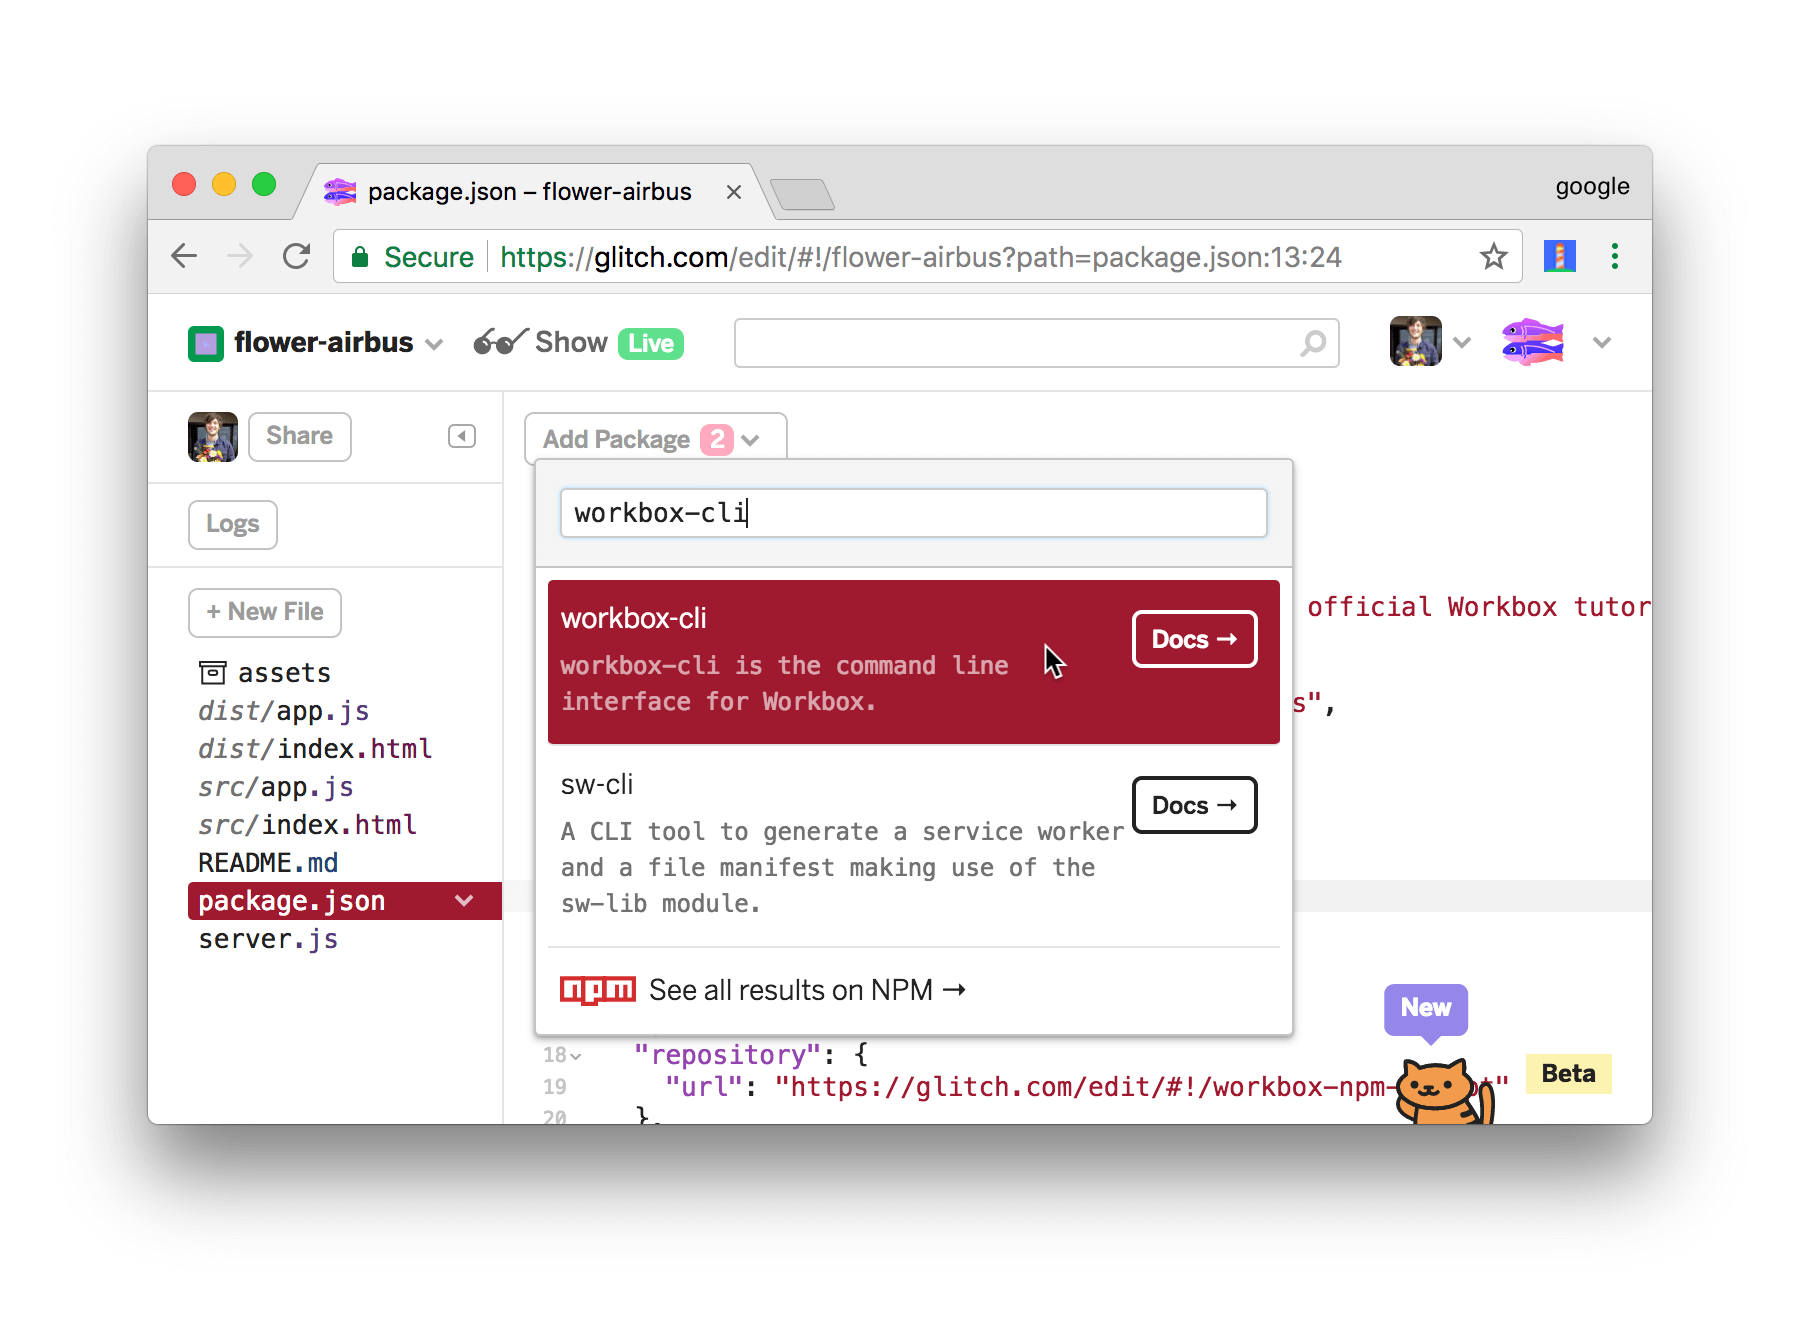 package.json – flower-airbus
google
Secure https://glitch.com/edit/#!/flower-airbus?path=package.json:13:24
flower-airbus Show Live
Share
Add Package 2
workbox-cli
Logs
workbox-cli
Docs →
workbox-cli is the command line
interface for Workbox.
official Workbox tutor
s",
+ New File
assets
dist/app.js
dist/index.html
src/app.js
src/index.html
README.md
package.json
server.js
sw-cli
Docs →
A CLI tool to generate a service worker
and a file manifest making use of the
sw-lib module.
npm See all results on NPM →
New
Beta
18 "repository": {
19 "url": "https://glitch.com/edit/#!/workbox-npm-
20 },